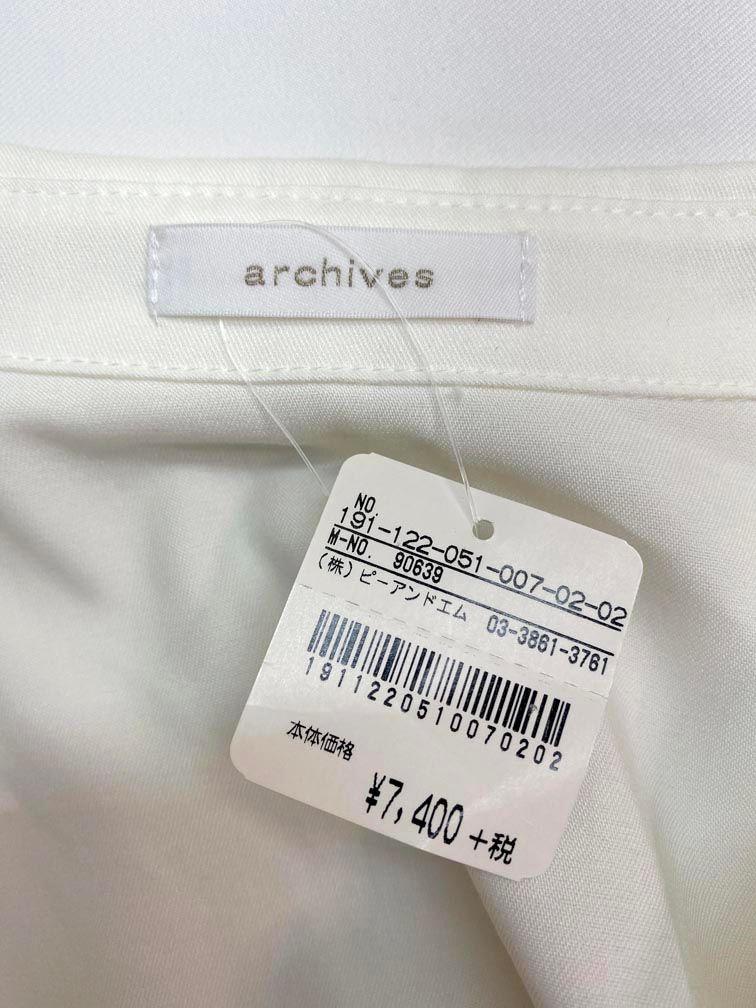 archives
NO
191-122-051-007-02-02
M-NO. 90639
(株)ピーアンドエム 03-3861-3761
1911220510070202
本体価格
¥7,400 +税